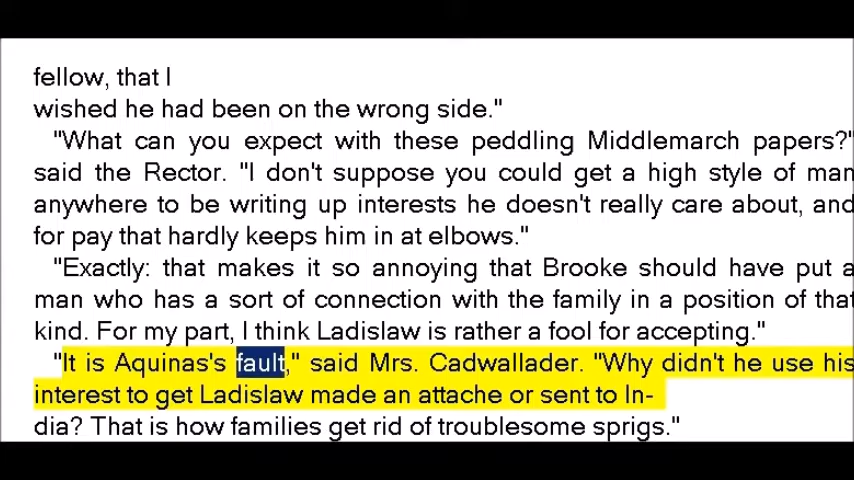 fellow, that I
wished he had been on the wrong side."
"What can you expect with these peddling Middlemarch papers?"
said the Rector. "I don't suppose you could get a high style of man
anywhere to be writing up interests he doesn't really care about, and
for pay that hardly keeps him in at elbows."
"Exactly: that makes it so annoying that Brooke should have put a
man who has a sort of connection with the family in a position of that
kind. For my part, I think Ladislaw is rather a fool for accepting."
"It is Aquinas's fault," said Mrs. Cadwallader. "Why didn't he use his
interest to get Ladislaw made an attache or sent to In-
dia? That is how families get rid of troublesome sprigs."